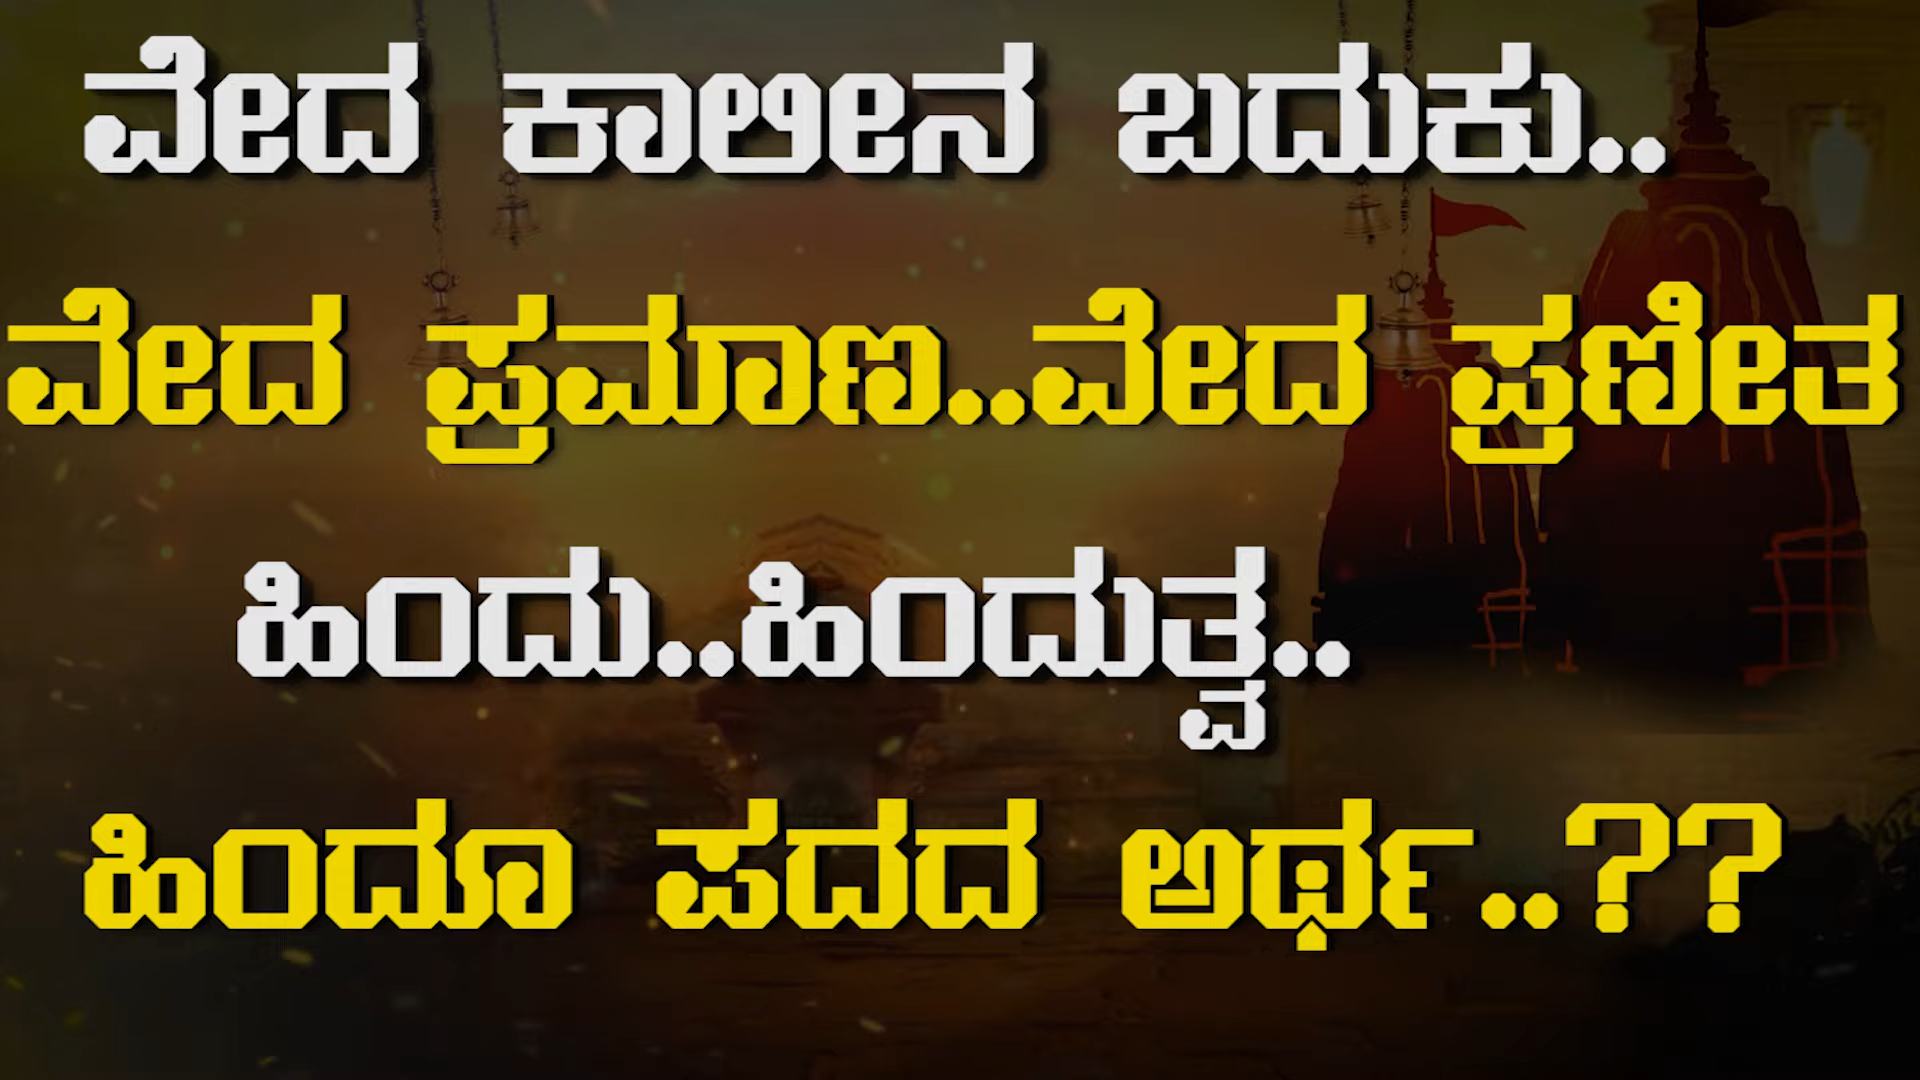 ವೇದ ಕಾಲೀನ ಬದುಕು..
ವೇದ ಪ್ರಮಾಣ..ವೇದ ಪ್ರಣೀತ
ಹಿಂದು..ಹಿಂದುತ್ವ..
ಹಿಂದೂ ಪದದ ಅರ್ಥ..??